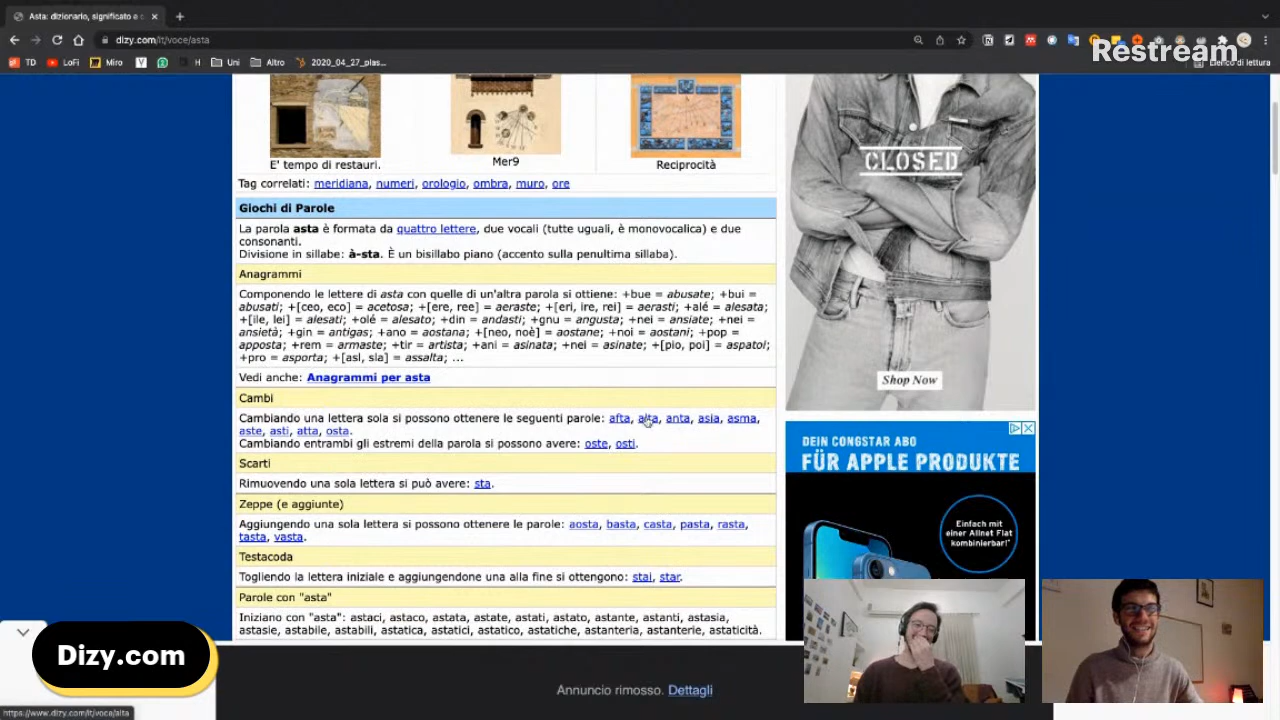 Asta: dizionario, significato e
dizy.com/it/voce/asta
Restream
TD LoFi Miro V H Uni Altro 2020_04_27_plas...
Elenco di lettura
E' tempo di restauri.
Mer9
Reciprocità
Tag correlati: meridiana, numeri, orologio, ombra, muro, ore
Giochi di Parole
La parola asta è formata da quattro lettere, due vocali (tutte uguali, è monovocalica) e due
consonanti.
Divisione in sillabe: à-sta. È un bisillabo piano (accento sulla penultima sillaba).
Anagrammi
Componendo le lettere di asta con quelle di un'altra parola si ottiene: +bue = abusate; +bui =
abusati; +[ceo, eco] = acetosa; +[ere, ree] = aeraste; +[eri, ire, rei] = aerasti; +alé = alesata;
+[ile, lei] = alesati; +olé = alesato; +din = andasti; +gnu = angusta; +nei = ansiate; +nei =
ansietà; +gin = antigas; +ano = aostana; +[neo, noè] = aostane; +noi = aostani; +pop =
apposta; +rem = armaste; +tir = artista; +ani = asinata; +nei = asinate; +[pio, poi] = aspatoi;
+pro = asporta; +[asl, sla] = assalta; ...
Vedi anche: Anagrammi per asta
Cambi
Cambiando una lettera sola si possono ottenere le seguenti parole: afta, alta, anta, asia, asma,
aste, asti, atta, osta.
Cambiando entrambi gli estremi della parola si possono avere: oste, osti.
Scarti
Rimuovendo una sola lettera si può avere: sta.
Zeppe (e aggiunte)
Aggiungendo una sola lettera si possono ottenere le parole: aosta, basta, casta, pasta, rasta,
tasta, vasta.
Testacoda
Togliendo la lettera iniziale e aggiungendone una alla fine si ottengono: stai, star.
Parole con "asta"
Iniziano con "asta": astaci, astaco, astata, astate, astati, astato, astante, astanti, astasia,
astasie, astabile, astabili, astatica, astatici, astatico, astatiche, astanteria, astanterie, astaticità.
CLOSED
Shop Now
DEIN CONGSTAR ABO
FÜR APPLE PRODUKTE
Einfach mit
einer Allnet Flat
kombinierbar!*
Dizy.com
Annuncio rimosso. Dettagli
https://www.dizy.com/it/voce/alta